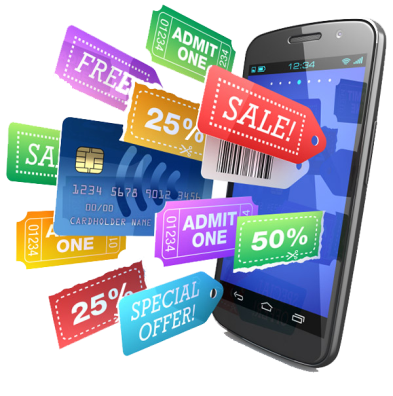 ADMIT
ONE
01234
FREE
12:34
SALE!
25%
SA
1234 5678 9012 3456
00/00
CARDHOLDER NAME
ADMIT
ONE
01234
ADMIT
ONE
01234
50%
25%
SPECIAL
OFFER!